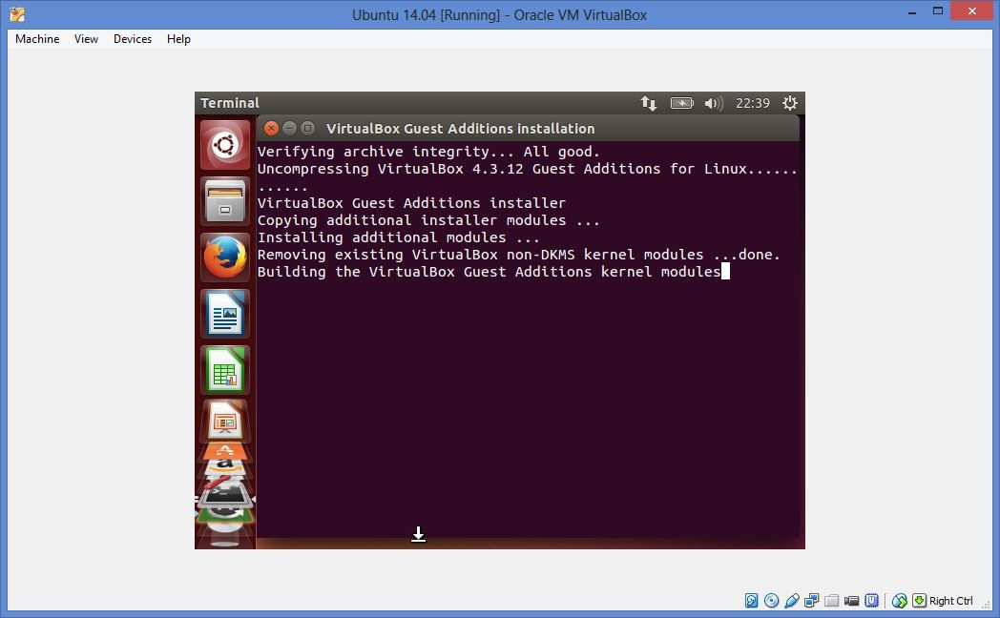 Ubuntu 14.04 [Running] - Oracle VM VirtualBox
Machine View Devices Help
Terminal 22:39
VirtualBox Guest Additions installation
Verifying archive integrity... All good.
Uncompressing VirtualBox 4.3.12 Guest Additions for Linux......
......
VirtualBox Guest Additions installer
Copying additional installer modules ...
Installing additional modules ...
Removing existing VirtualBox non-DKMS kernel modules ...done.
Building the VirtualBox Guest Additions kernel modules
Right Ctrl